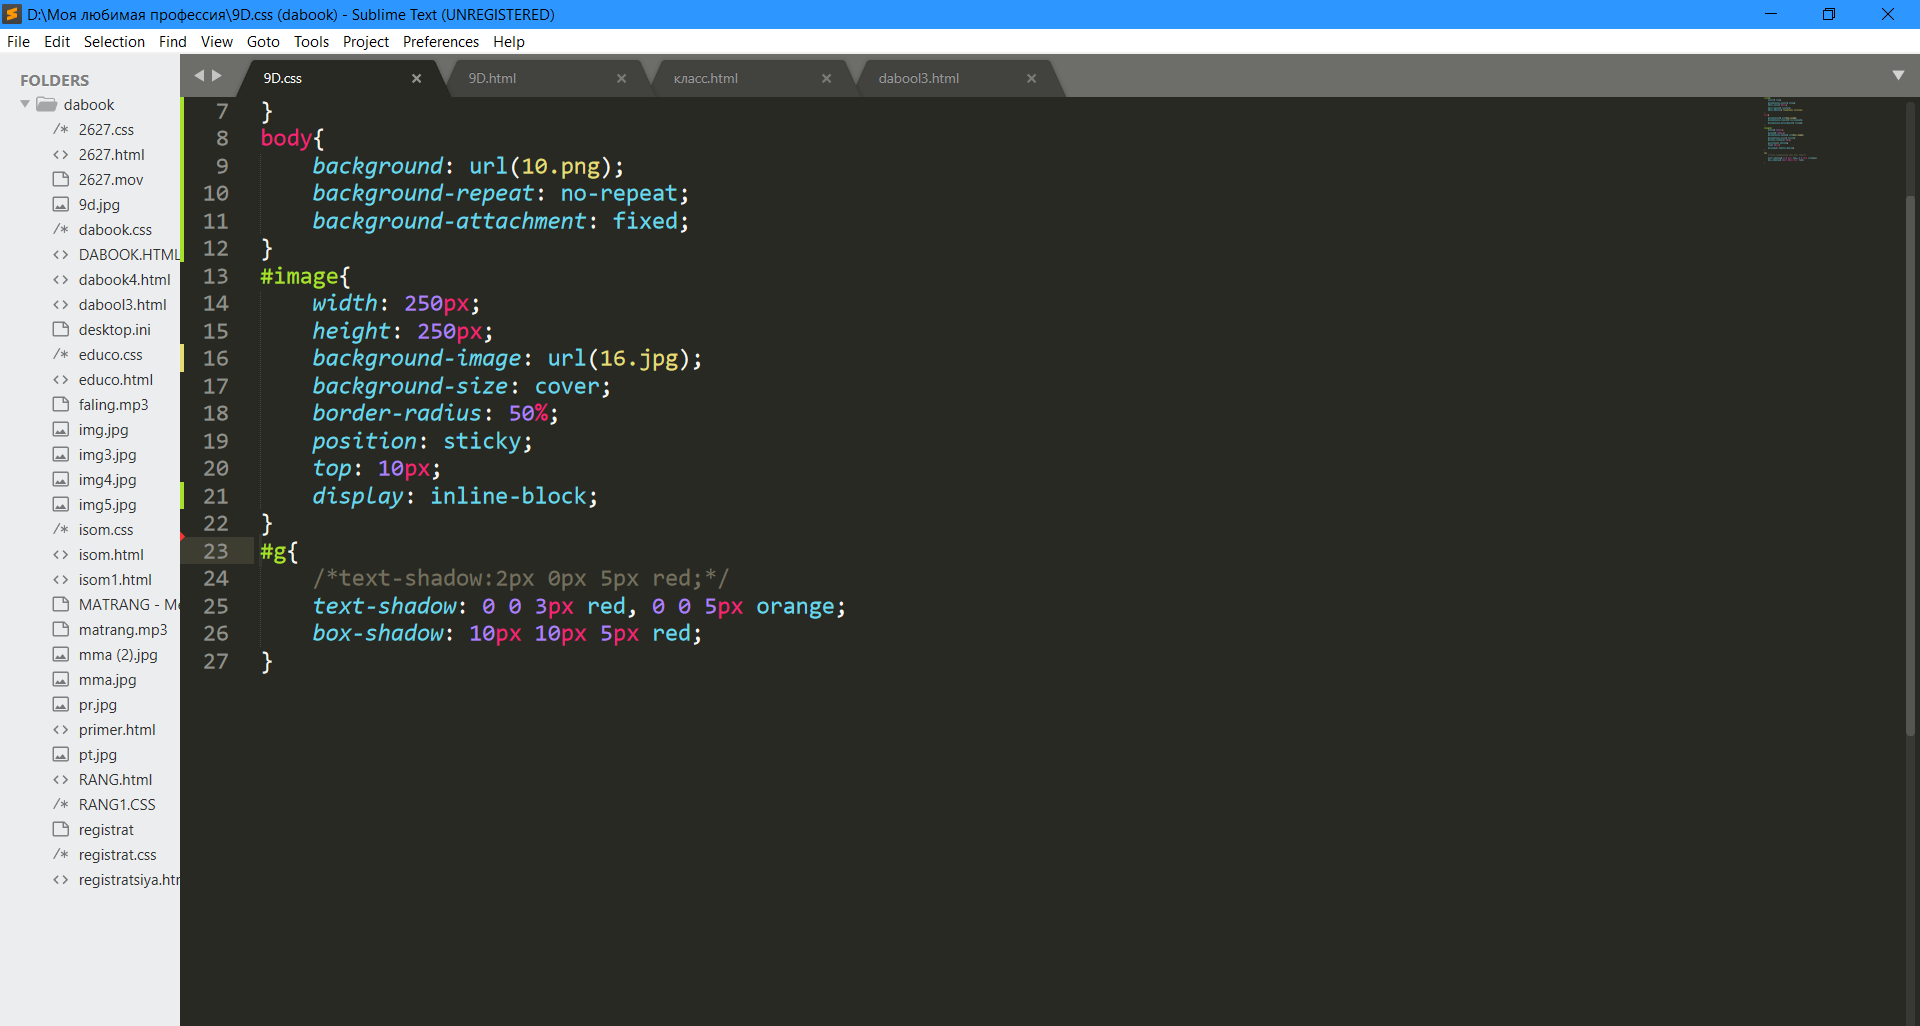 D:\Моя любимая профессия\9D.css (dabook) - Sublime Text (UNREGISTERED)
File Edit Selection Find View Goto Tools Project Preferences Help
FOLDERS
dabook
/* 2627.css
<> 2627.html
2627.mov
9d.jpg
/* dabook.css
<> DABOOK.HTML
<> dabook4.html
<> dabool3.html
desktop.ini
/* educo.css
<> educo.html
faling.mp3
img.jpg
img3.jpg
img4.jpg
img5.jpg
/* isom.css
<> isom.html
<> isom1.html
MATRANG - Me
matrang.mp3
mma (2).jpg
mma.jpg
pr.jpg
<> primer.html
pt.jpg
<> RANG.html
/* RANG1.CSS
registrat
/* registrat.css
<> registratsiya.htm
9D.css × 9D.html × класс.html × dabool3.html ×
7 }
8 body{
9 background: url(10.png);
10 background-repeat: no-repeat;
11 background-attachment: fixed;
12 }
13 #image{
14 width: 250px;
15 height: 250px;
16 background-image: url(16.jpg);
17 background-size: cover;
18 border-radius: 50%;
19 position: sticky;
20 top: 10px;
21 display: inline-block;
22 }
23 #g{
24 /*text-shadow:2px 0px 5px red;*/
25 text-shadow: 0 0 3px red, 0 0 5px orange;
26 box-shadow: 10px 10px 5px red;
27 }